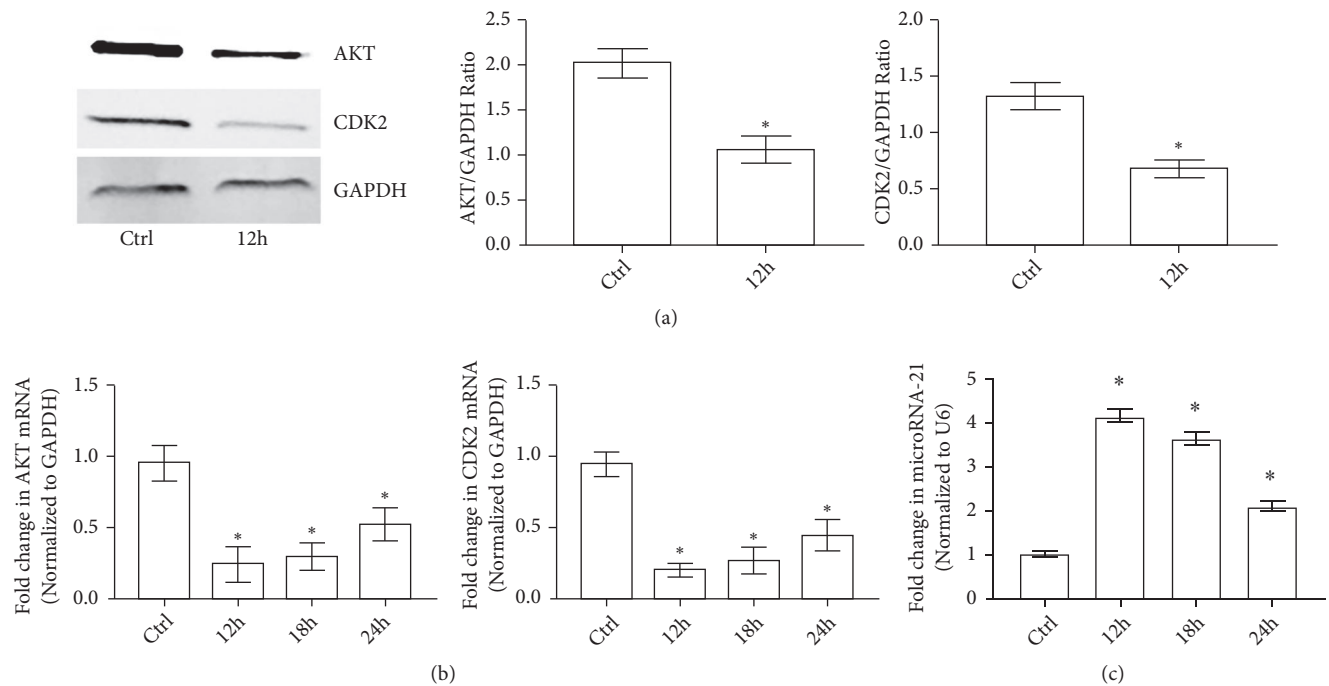 AKT
CDK2
GAPDH
Ctrl 12h
AKT/GAPDH Ratio
2.5
2.0
1.5
1.0
0.5
0.0
*
Ctrl 12h
CDK2/GAPDH Ratio
2.0
1.5
1.0
0.5
0.0
*
Ctrl 12h
(a)
Fold change in AKT mRNA
(Normalized to GAPDH)
1.5
1.0
0.5
0.0
* * *
Ctrl 12h 18h 24h
Fold change in CDK2 mRNA
(Normalized to GAPDH)
1.5
1.0
0.5
0.0
* * *
Ctrl 12h 18h 24h
(b)
Fold change in microRNA-21
(Normalized to U6)
5
4
3
2
1
0
* * *
Ctrl 12h 18h 24h
(c)